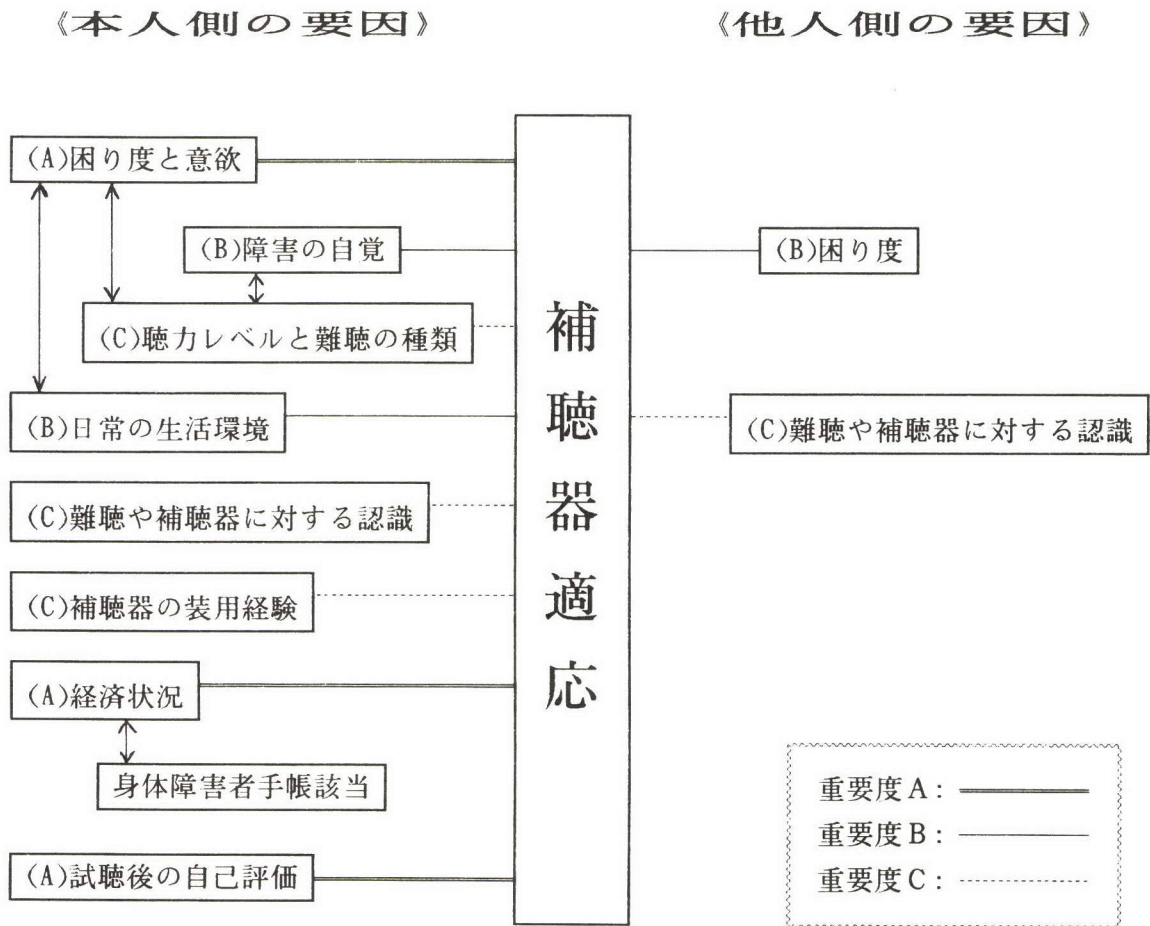 《本人側の要因》
《他人側の要因》
(A)困り度と意欲
(B)障害の自覚
(C)聴力レベルと難聴の種類
(B)日常の生活環境
(C)難聴や補聴器に対する認識
(C)補聴器の装用経験
(A)経済状況
身体障害者手帳該当
(A)試聴後の自己評価
補聴器適応
(B)困り度
(C)難聴や補聴器に対する認識
重要度A:
重要度B:
重要度C: